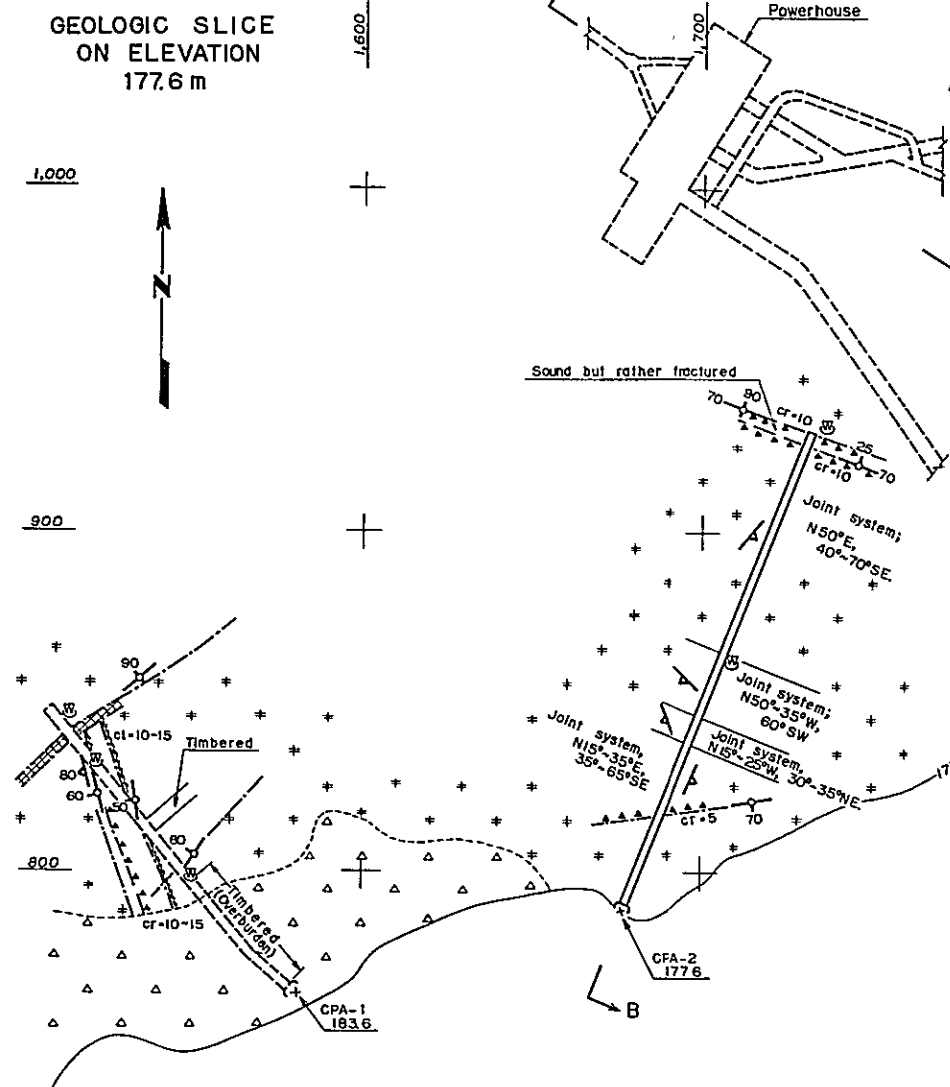 GEOLOGIC SLICE
ON ELEVATION
177.6 m
1,600
1,700
Powerhouse
1,000
N
Sound but rather fractured
70
90
cr=10
25
cr=10
70
Joint system;
N50°E,
40°~70°SE.
900
W
Joint system;
N50°~35°W,
60°SW
Joint system,
N15°~25°W, 30°~35°NE.
Joint system,
N15°~35°E,
35°~65°SE
cr=5
70
90
W
cl=10-15
Timbered
W
80
60
50
80
W
Timbered
(Overburden)
800
cr=10~15
CPA-1
183.6
CFA-2
177.6
B